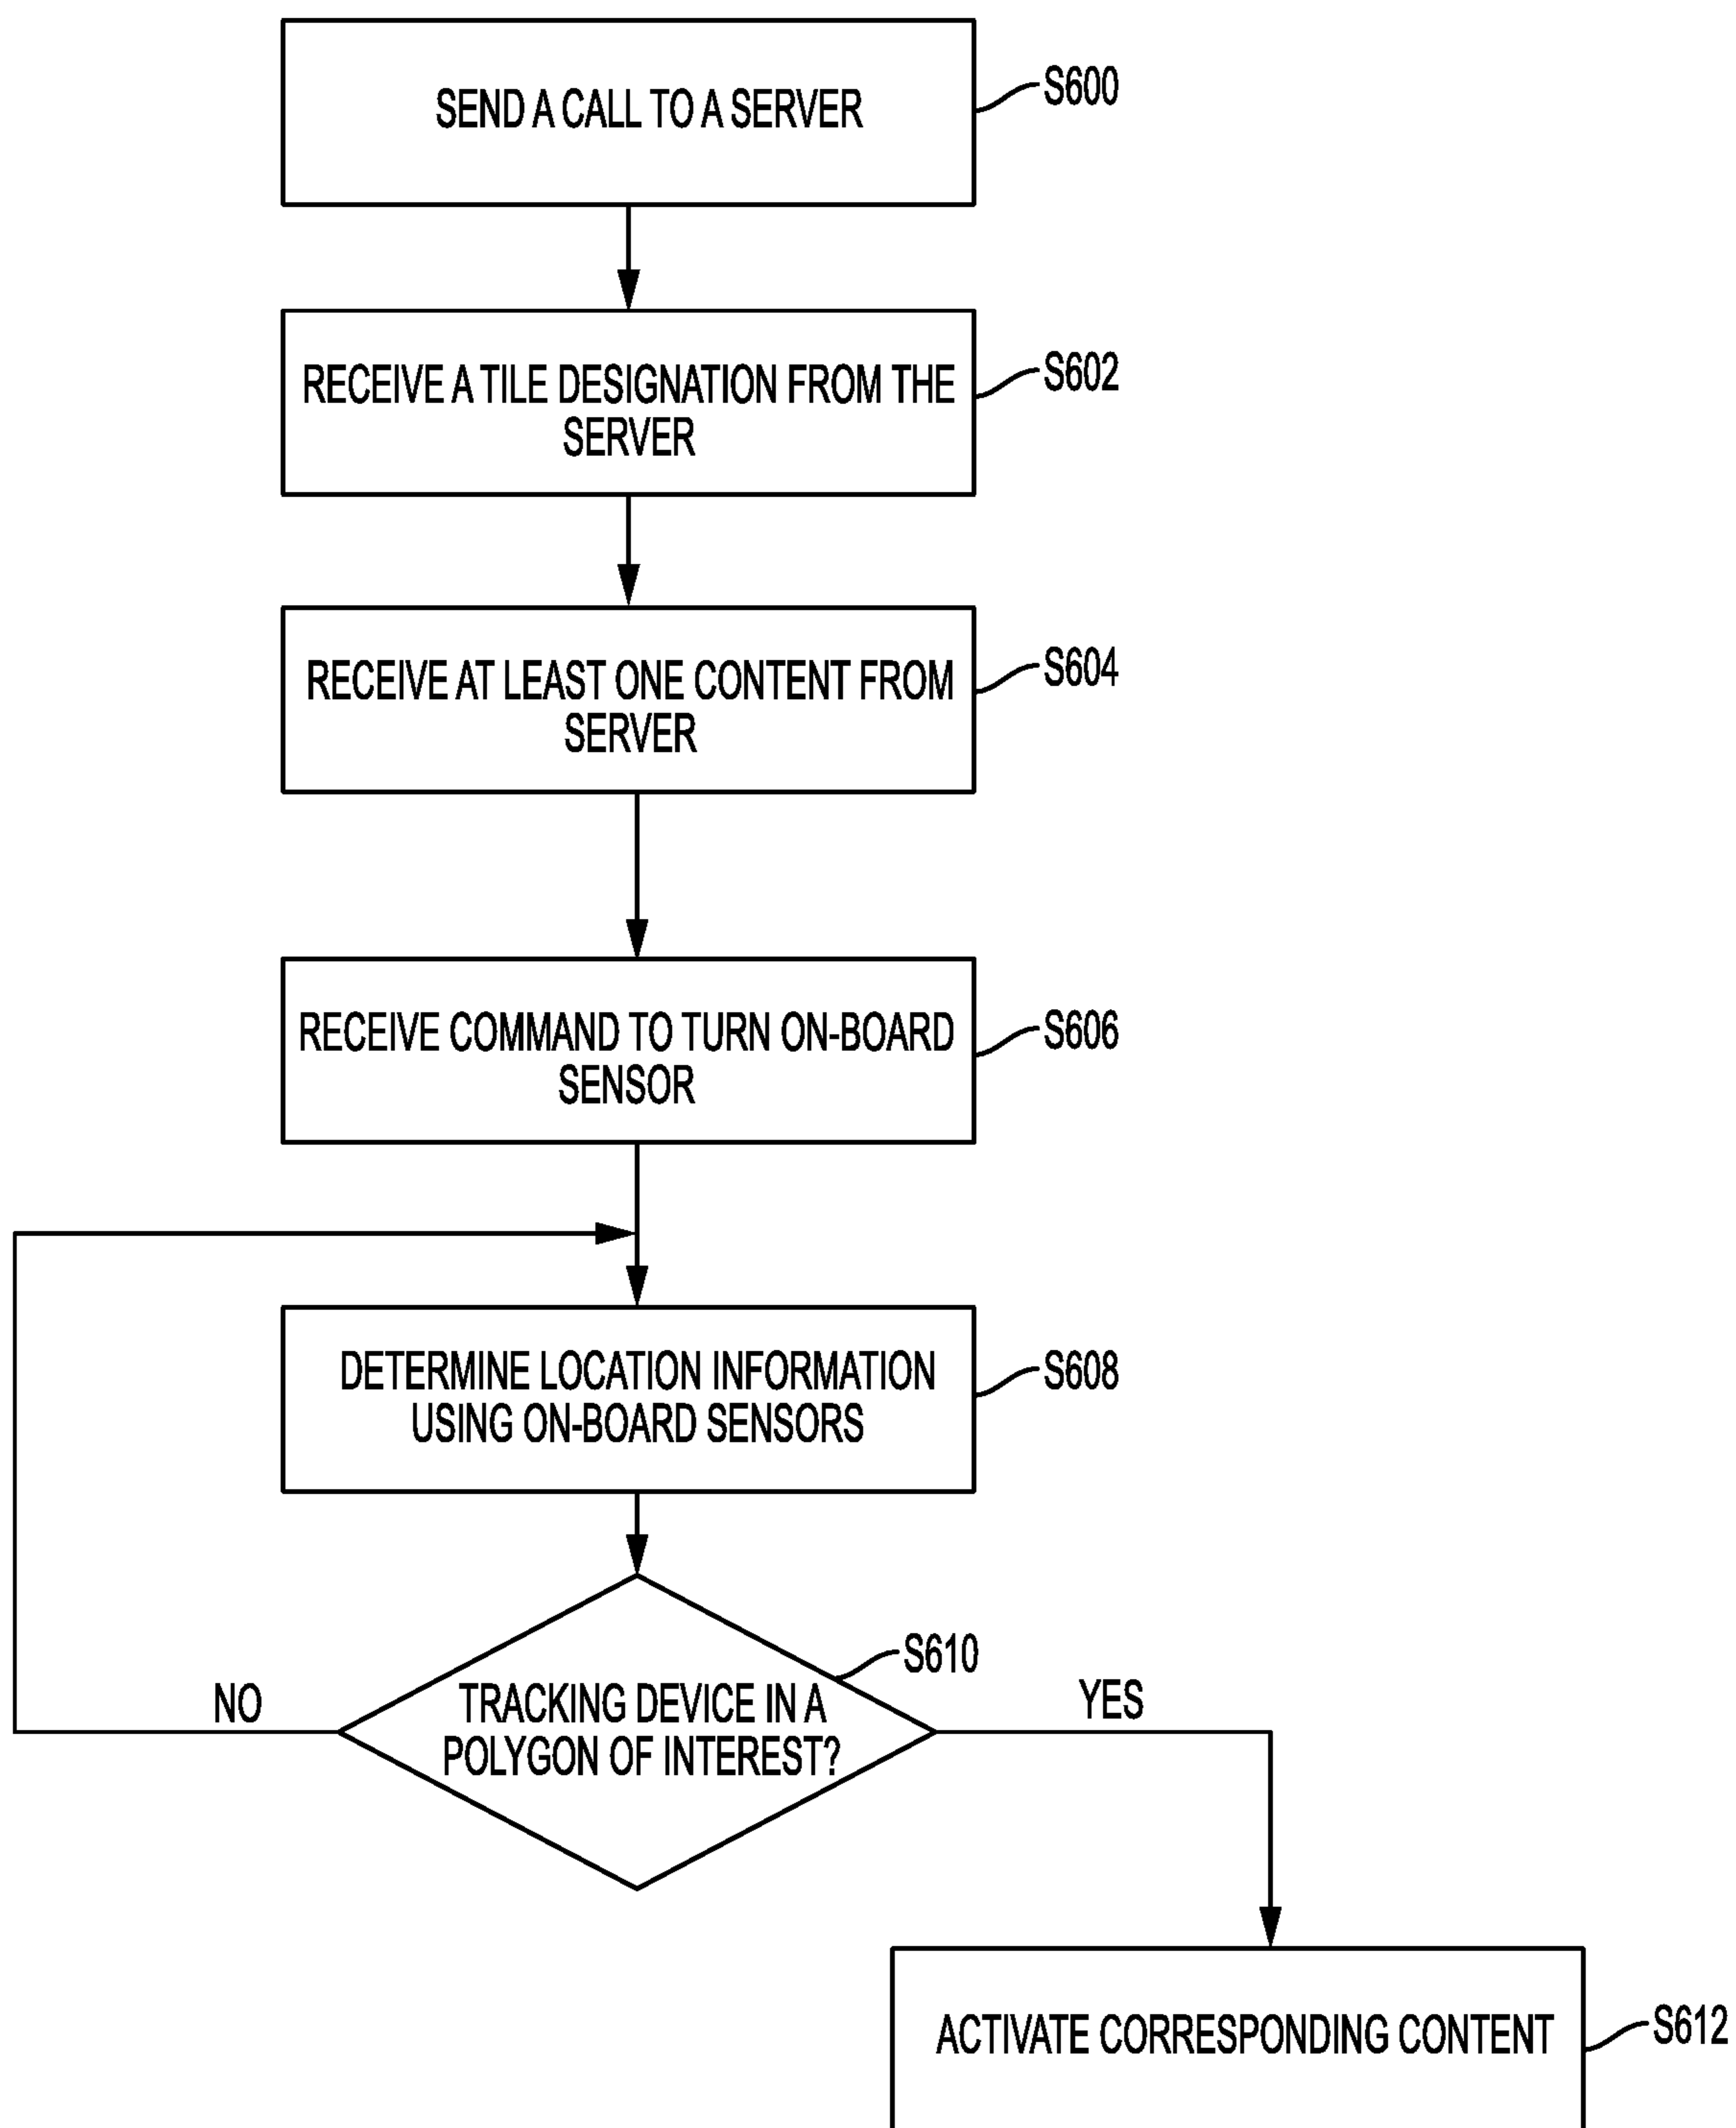 SEND A CALL TO A SERVER
S600
RECEIVE A TILE DESIGNATION FROM THE
SERVER
S602
RECEIVE AT LEAST ONE CONTENT FROM
SERVER
S604
RECEIVE COMMAND TO TURN ON-BOARD
SENSOR
S606
DETERMINE LOCATION INFORMATION
USING ON-BOARD SENSORS
S608
TRACKING DEVICE IN A
POLYGON OF INTEREST?
S610
NO
YES
ACTIVATE CORRESPONDING CONTENT
S612